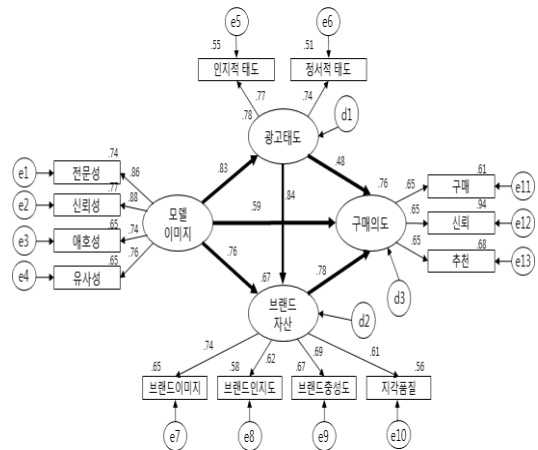 e5
e6
.55
.51
인지적 태도
정서적 태도
.77
.74
.78
광고태도
d1
.74
e1
전문성
.86
.83
.48
.76
.61
.77
e2
신뢰성
.88
.84
.65
구매
e11
모델
이미지
.59
구매의도
.94
.65
신뢰
e12
.65
e3
애호성
.74
.68
.65
추천
e13
.65
.76
.76
.78
e4
유사성
.67
d3
브랜드
자산
d2
.74
.62
.69
.61
.65
.58
.67
.56
브랜드이미지
브랜드인지도
브랜드충성도
지각품질
e7
e8
e9
e10